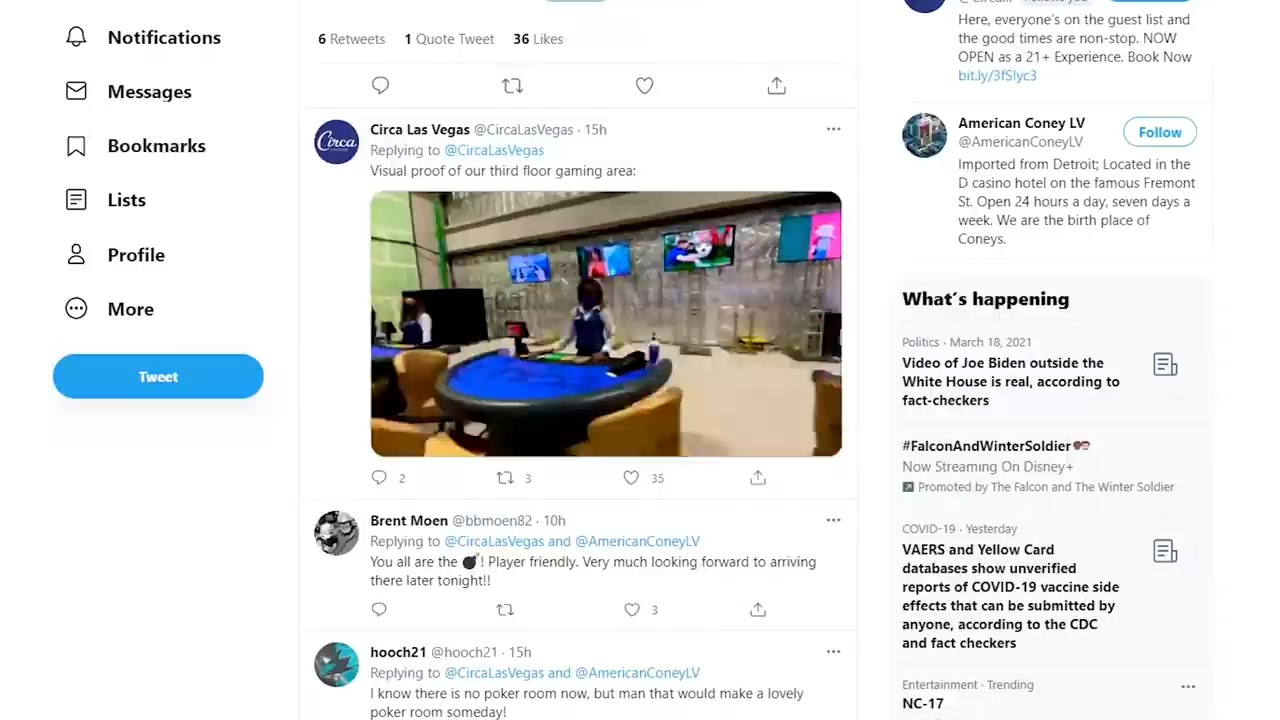 Notifications
Messages
Bookmarks
Lists
Profile
More
Tweet
6 Retweets 1 Quote Tweet 36 Likes
Circa Las Vegas @CircaLasVegas · 15h
Replying to @CircaLasVegas
Visual proof of our third floor gaming area:
Circa
2 3 35
Brent Moen @bbmoen82 · 10h
Replying to @CircaLasVegas and @AmericanConeyLV
You all are the 💣! Player friendly. Very much looking forward to arriving
there later tonight!!
3
hooch21 @hooch21 · 15h
Replying to @CircaLasVegas and @AmericanConeyLV
I know there is no poker room now, but man that would make a lovely
poker room someday!
Here, everyone's on the guest list and
the good times are non-stop. NOW
OPEN as a 21+ Experience. Book Now
bit.ly/3fSlyc3
American Coney LV
@AmericanConeyLV
Follow
Imported from Detroit; Located in the
D casino hotel on the famous Fremont
St. Open 24 hours a day, seven days a
week. We are the birth place of
Coneys.
What's happening
Politics · March 18, 2021
Video of Joe Biden outside the
White House is real, according to
fact-checkers
#FalconAndWinterSoldier
Now Streaming On Disney+
Promoted by The Falcon and The Winter Soldier
COVID-19 · Yesterday
VAERS and Yellow Card
databases show unverified
reports of COVID-19 vaccine side
effects that can be submitted by
anyone, according to the CDC
and fact checkers
Entertainment · Trending
NC-17